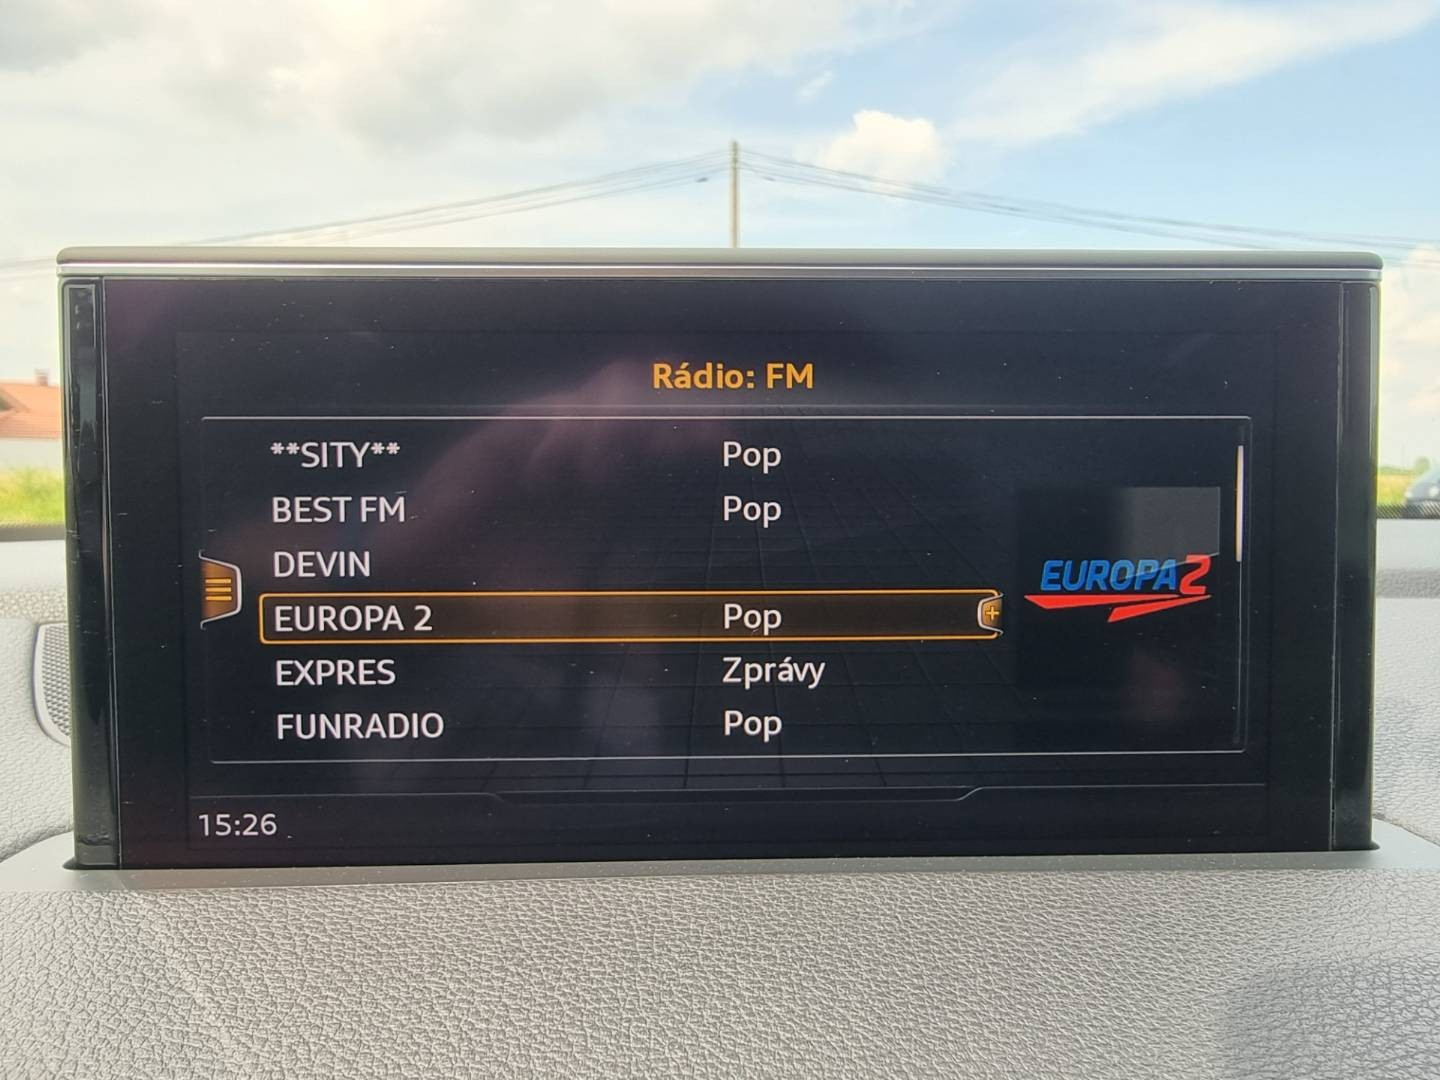 Rádio: FM
**SITY** Pop
BEST FM Pop
DEVIN
EUROPA 2 Pop
EXPRES Zprávy
FUNRADIO Pop
EUROPA 2
15:26